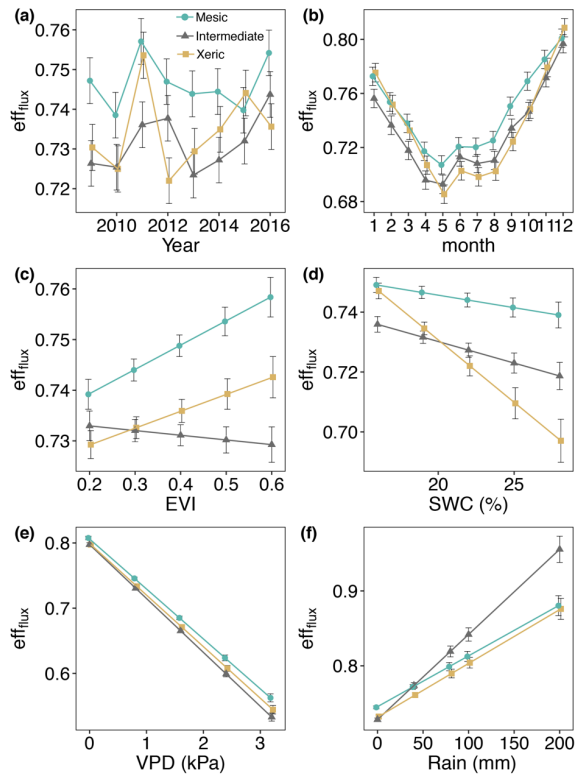 (a)
Mesic
Intermediate
Xeric
0.76
0.75
0.74
0.73
0.72
eff_flux
2010 2012 2014 2016
Year
(b)
0.80
0.76
0.72
0.68
eff_flux
1 2 3 4 5 6 7 8 9 10 11 12
month
(c)
0.76
0.75
0.74
0.73
eff_flux
0.2 0.3 0.4 0.5 0.6
EVI
(d)
0.74
0.72
0.70
eff_flux
20 25
SWC (%)
(e)
0.8
0.7
0.6
eff_flux
0 1 2 3
VPD (kPa)
(f)
0.9
0.8
eff_flux
0 50 100 150 200
Rain (mm)